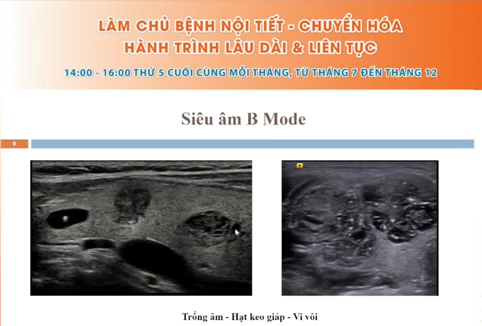 LÀM CHỦ BỆNH NỘI TIẾT - CHUYỂN HÓA
HÀNH TRÌNH LÂU DÀI & LIÊN TỤC
14:00 - 16:00 THỨ 5 CUỐI CÙNG MỖI THÁNG, TỪ THÁNG 7 ĐẾN THÁNG 12
Siêu âm B Mode
8
Trống âm - Hạt keo giáp - Vi vôi